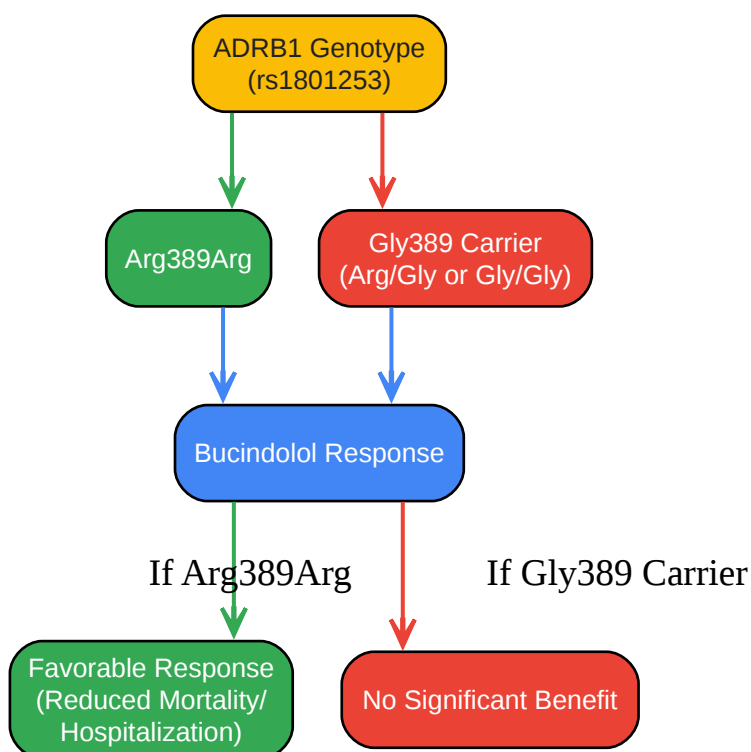 ADRB1 Genotype
(rs1801253)
Arg389Arg
Gly389 Carrier
(Arg/Gly or Gly/Gly)
Bucindolol Response
If Arg389Arg
If Gly389 Carrier
Favorable Response
(Reduced Mortality/
Hospitalization)
No Significant Benefit